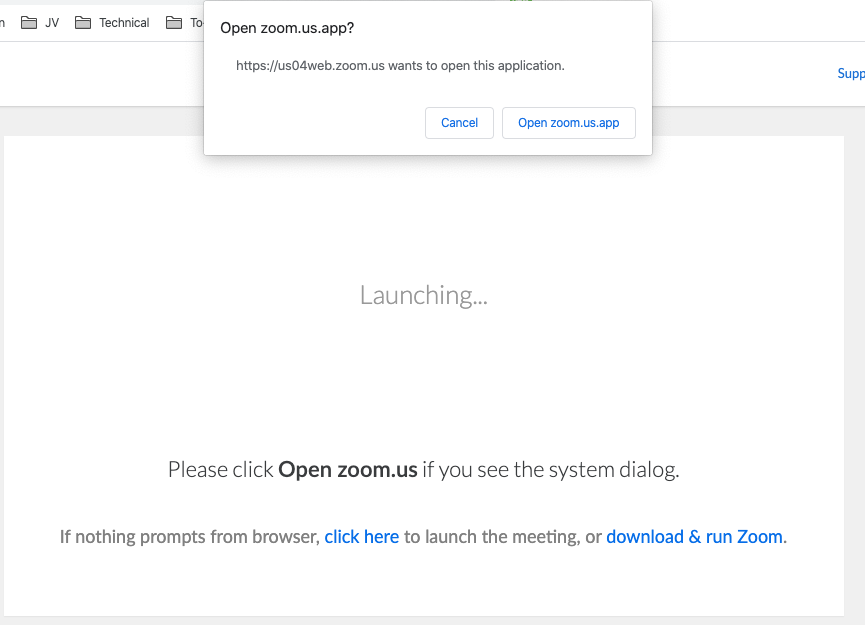 Open zoom.us.app?
JV Technical
https://us04web.zoom.us wants to open this application.
Cancel Open zoom.us.app
Launching...
Please click Open zoom.us if you see the system dialog.
If nothing prompts from browser, click here to launch the meeting, or download & run Zoom.